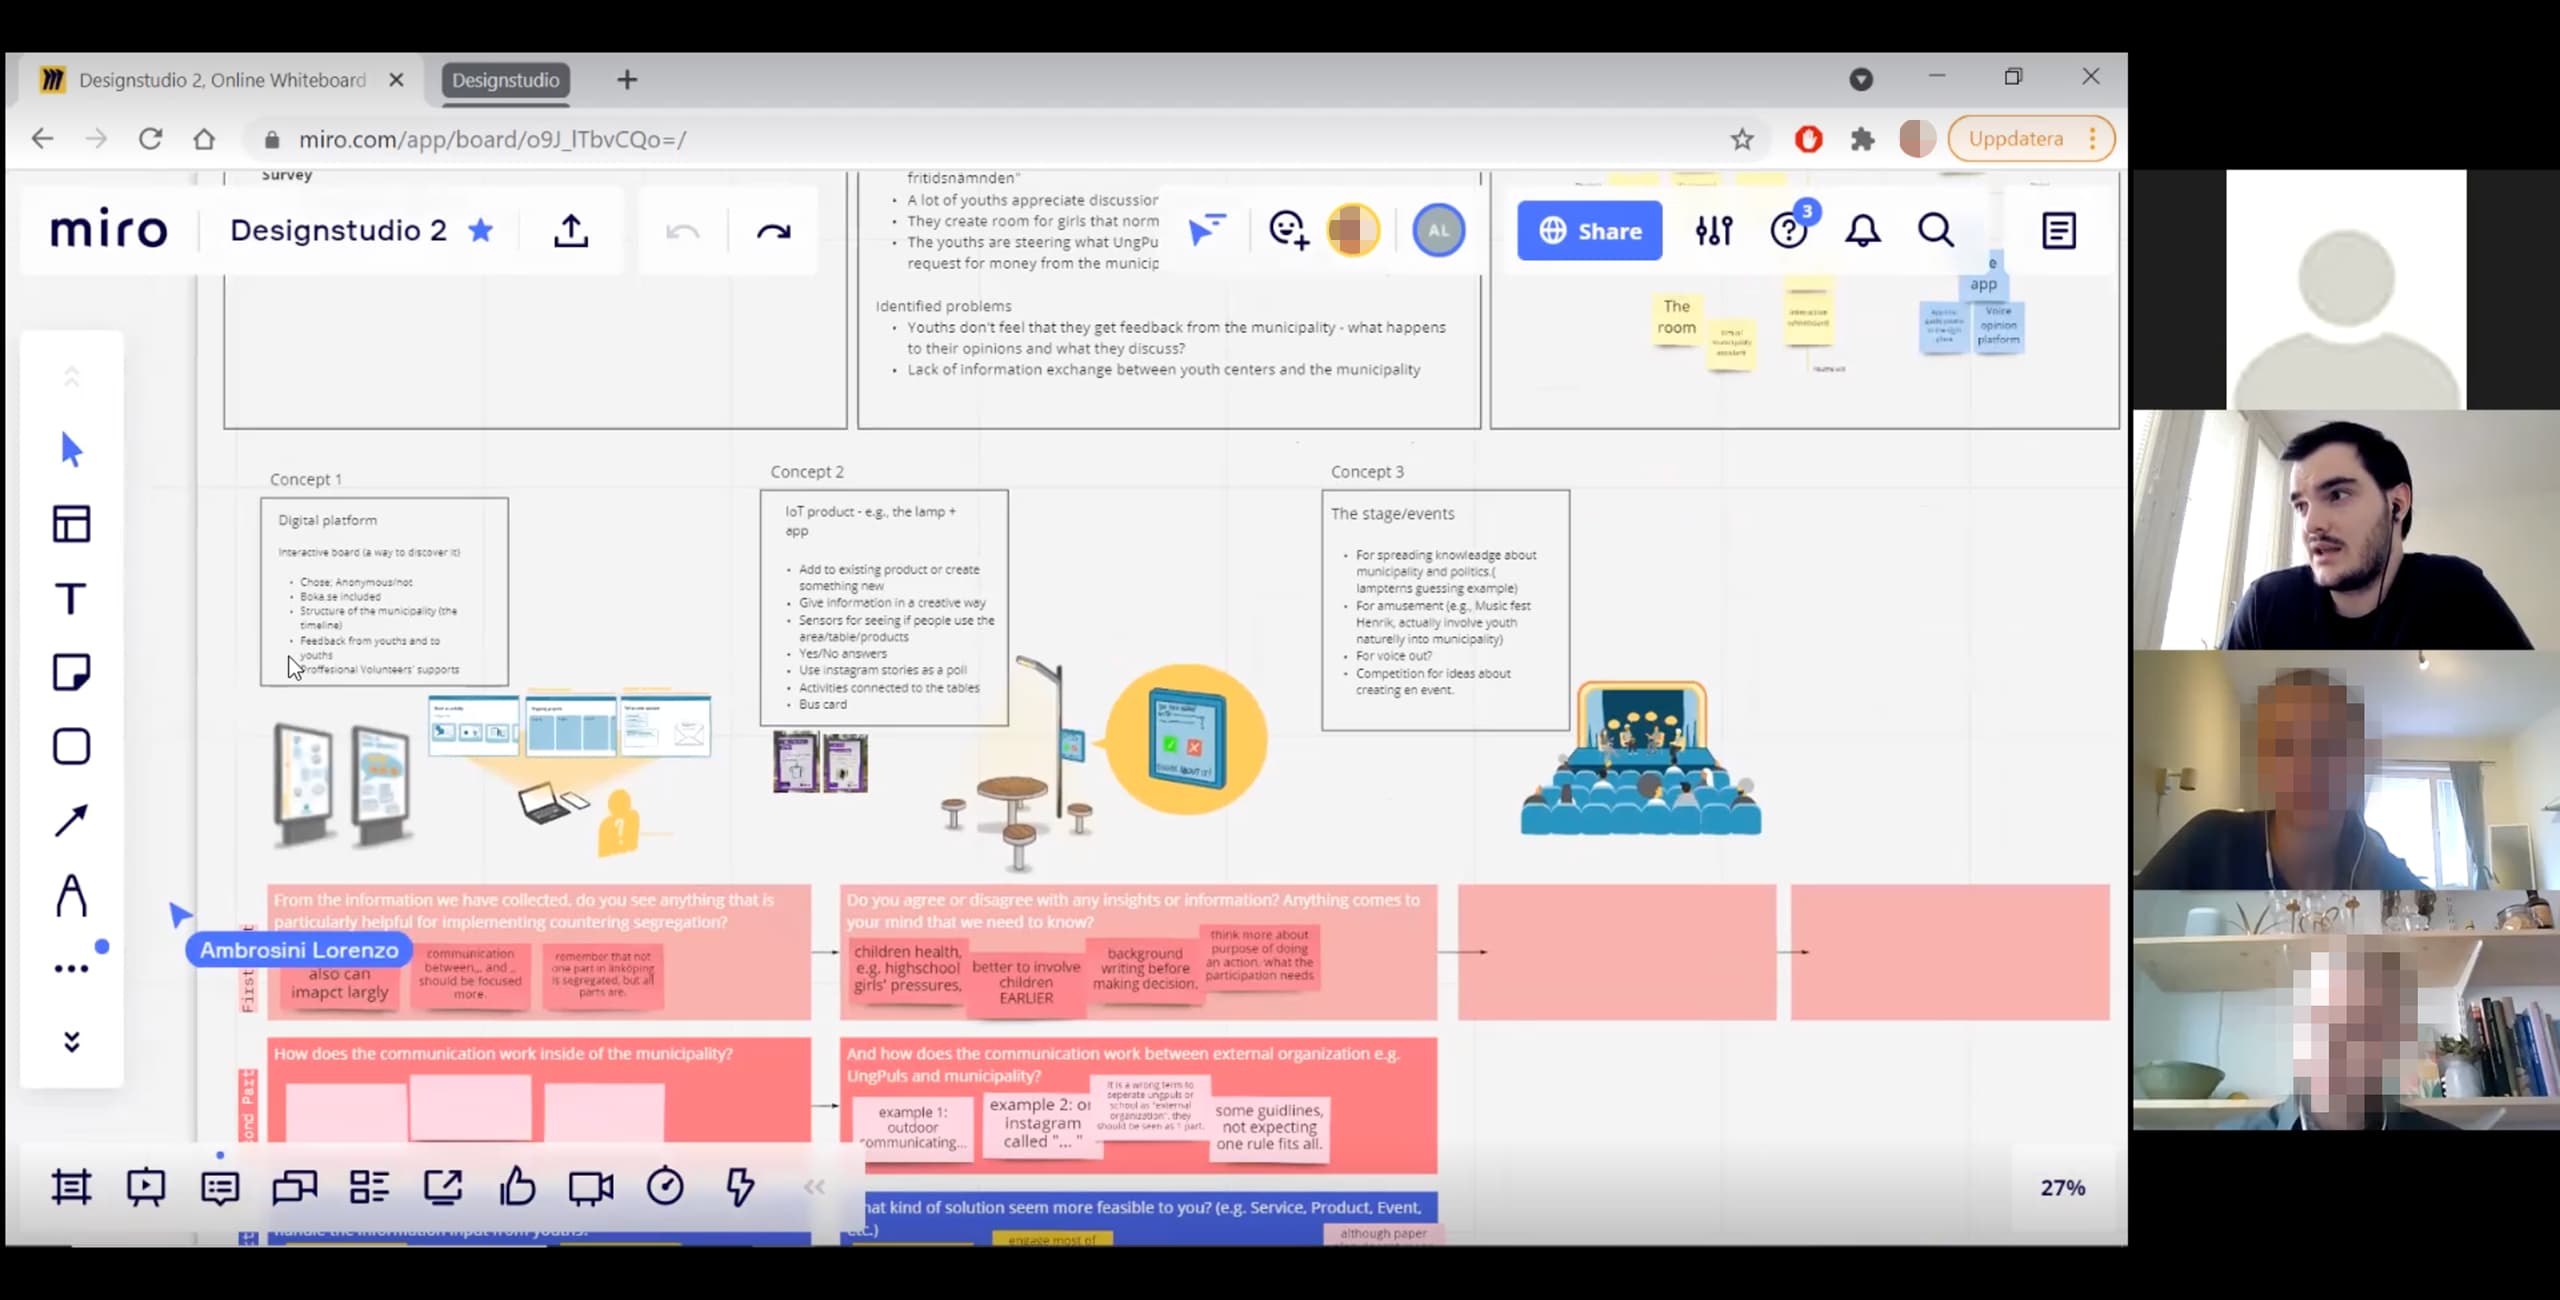 Designstudio 2, Online Whiteboard
Designstudio
miro.com/app/board/o9J_lTbvCQo=/
Uppdatera
miro
Designstudio 2
AL
Share
3
Survey
fritidsnämnden"
• A lot of youths appreciate discussion
• They create room for girls that norm
• The youths are steering what UngPu
request for money from the municip
Identified problems
• Youths don't feel that they get feedback from the municipality - what happens
to their opinions and what they discuss?
• Lack of information exchange between youth centers and the municipality
The
room
e
app
Voice
opinion
platform
Concept 1
Digital platform
Interactive board (a way to discover it)
• Chose: Anonymous/not
• Boka.se included
• Structure of the municipality (the
timeline)
• Feedback from youths and to
youths
Proffesional Volunteers' supports
Concept 2
IoT product - e.g., the lamp +
app
• Add to existing product or create
something new
• Give information in a creative way
• Sensors for seeing if people use the
area/table/products
• Yes/No answers
• Use instagram stories as a poll
• Activities connected to the tables
• Bus card
Concept 3
The stage/events
• For spreading knowleadge about
municipality and politics.(
lampterns guessing example)
• For amusement (e.g., Music fest
Henrik, actually involve youth
naturelly into municipality)
• For voice out?
• Competition for ideas about
creating en event.
First
From the information we have collected, do you see anything that is
particularly helpful for implementing countering segregation?
Ambrosini Lorenzo
also can
imapct largly
communication
between,,, and ..
should be focused
more.
remember that not
one part in linköping
is segregated, but all
parts are.
Do you agree or disagree with any insights or information? Anything comes to
your mind that we need to know?
children health,
e.g. highschool
girls' pressures,
better to involve
children
EARLIER
background
writing before
making decision.
think more about
purpose of doing
an action, what the
participation needs
ond Part
How does the communication work inside of the municipality?
And how does the communication work between external organization e.g.
UngPuls and municipality?
example 1:
outdoor
communicating...
example 2: or
instagram
called "... "
It is a wrong term to
seperate ungpuls or
school as "external
organization". they
should be seen as 1 part.
some guidlines,
not expecting
one rule fits all.
handle the information input from youths?
hat kind of solution seem more feasible to you? (e.g. Service, Product, Event,
etc.)
engage most of
although paper
27%